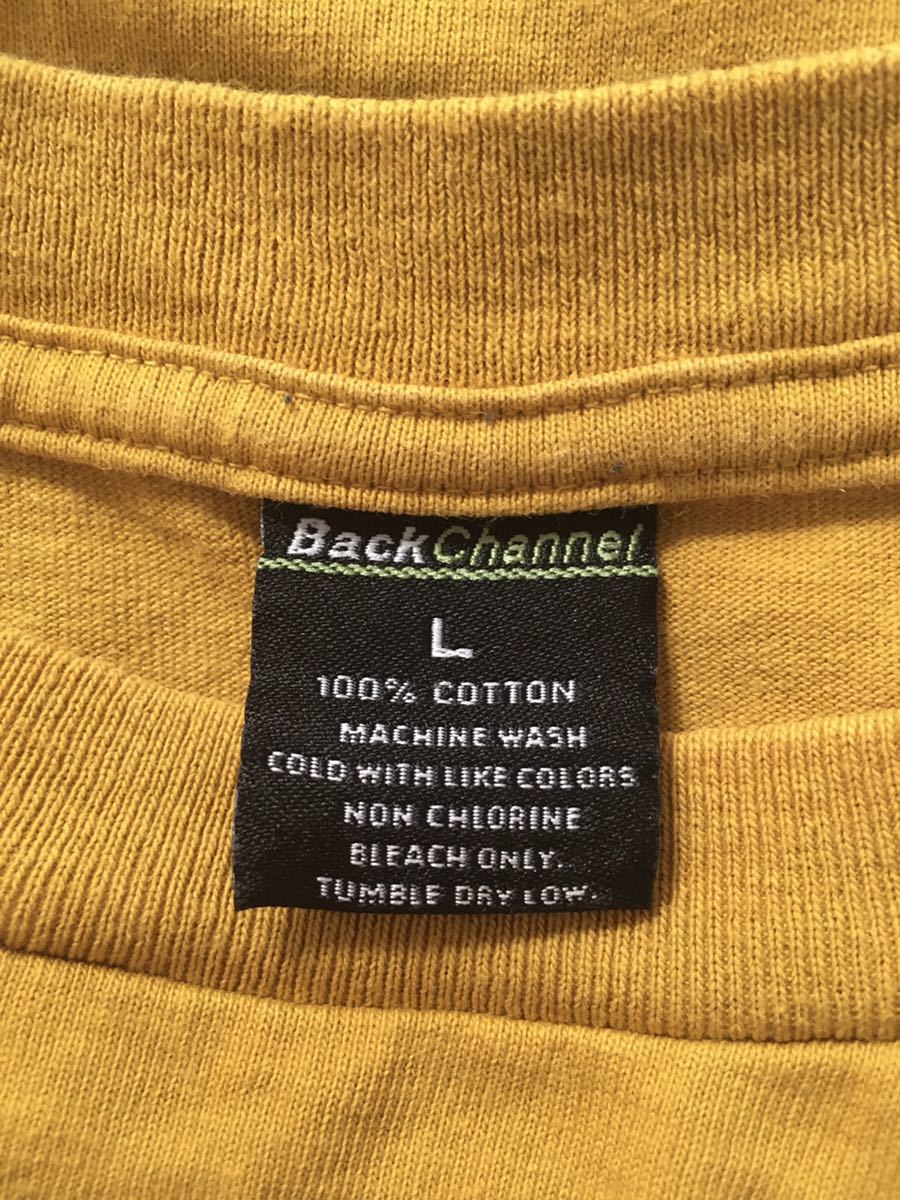 BackChannel
L
100% COTTON
MACHINE WASH
COLD WITH LIKE COLORS
NON CHLORINE
BLEACH ONLY.
TUMBLE DRY LOW.